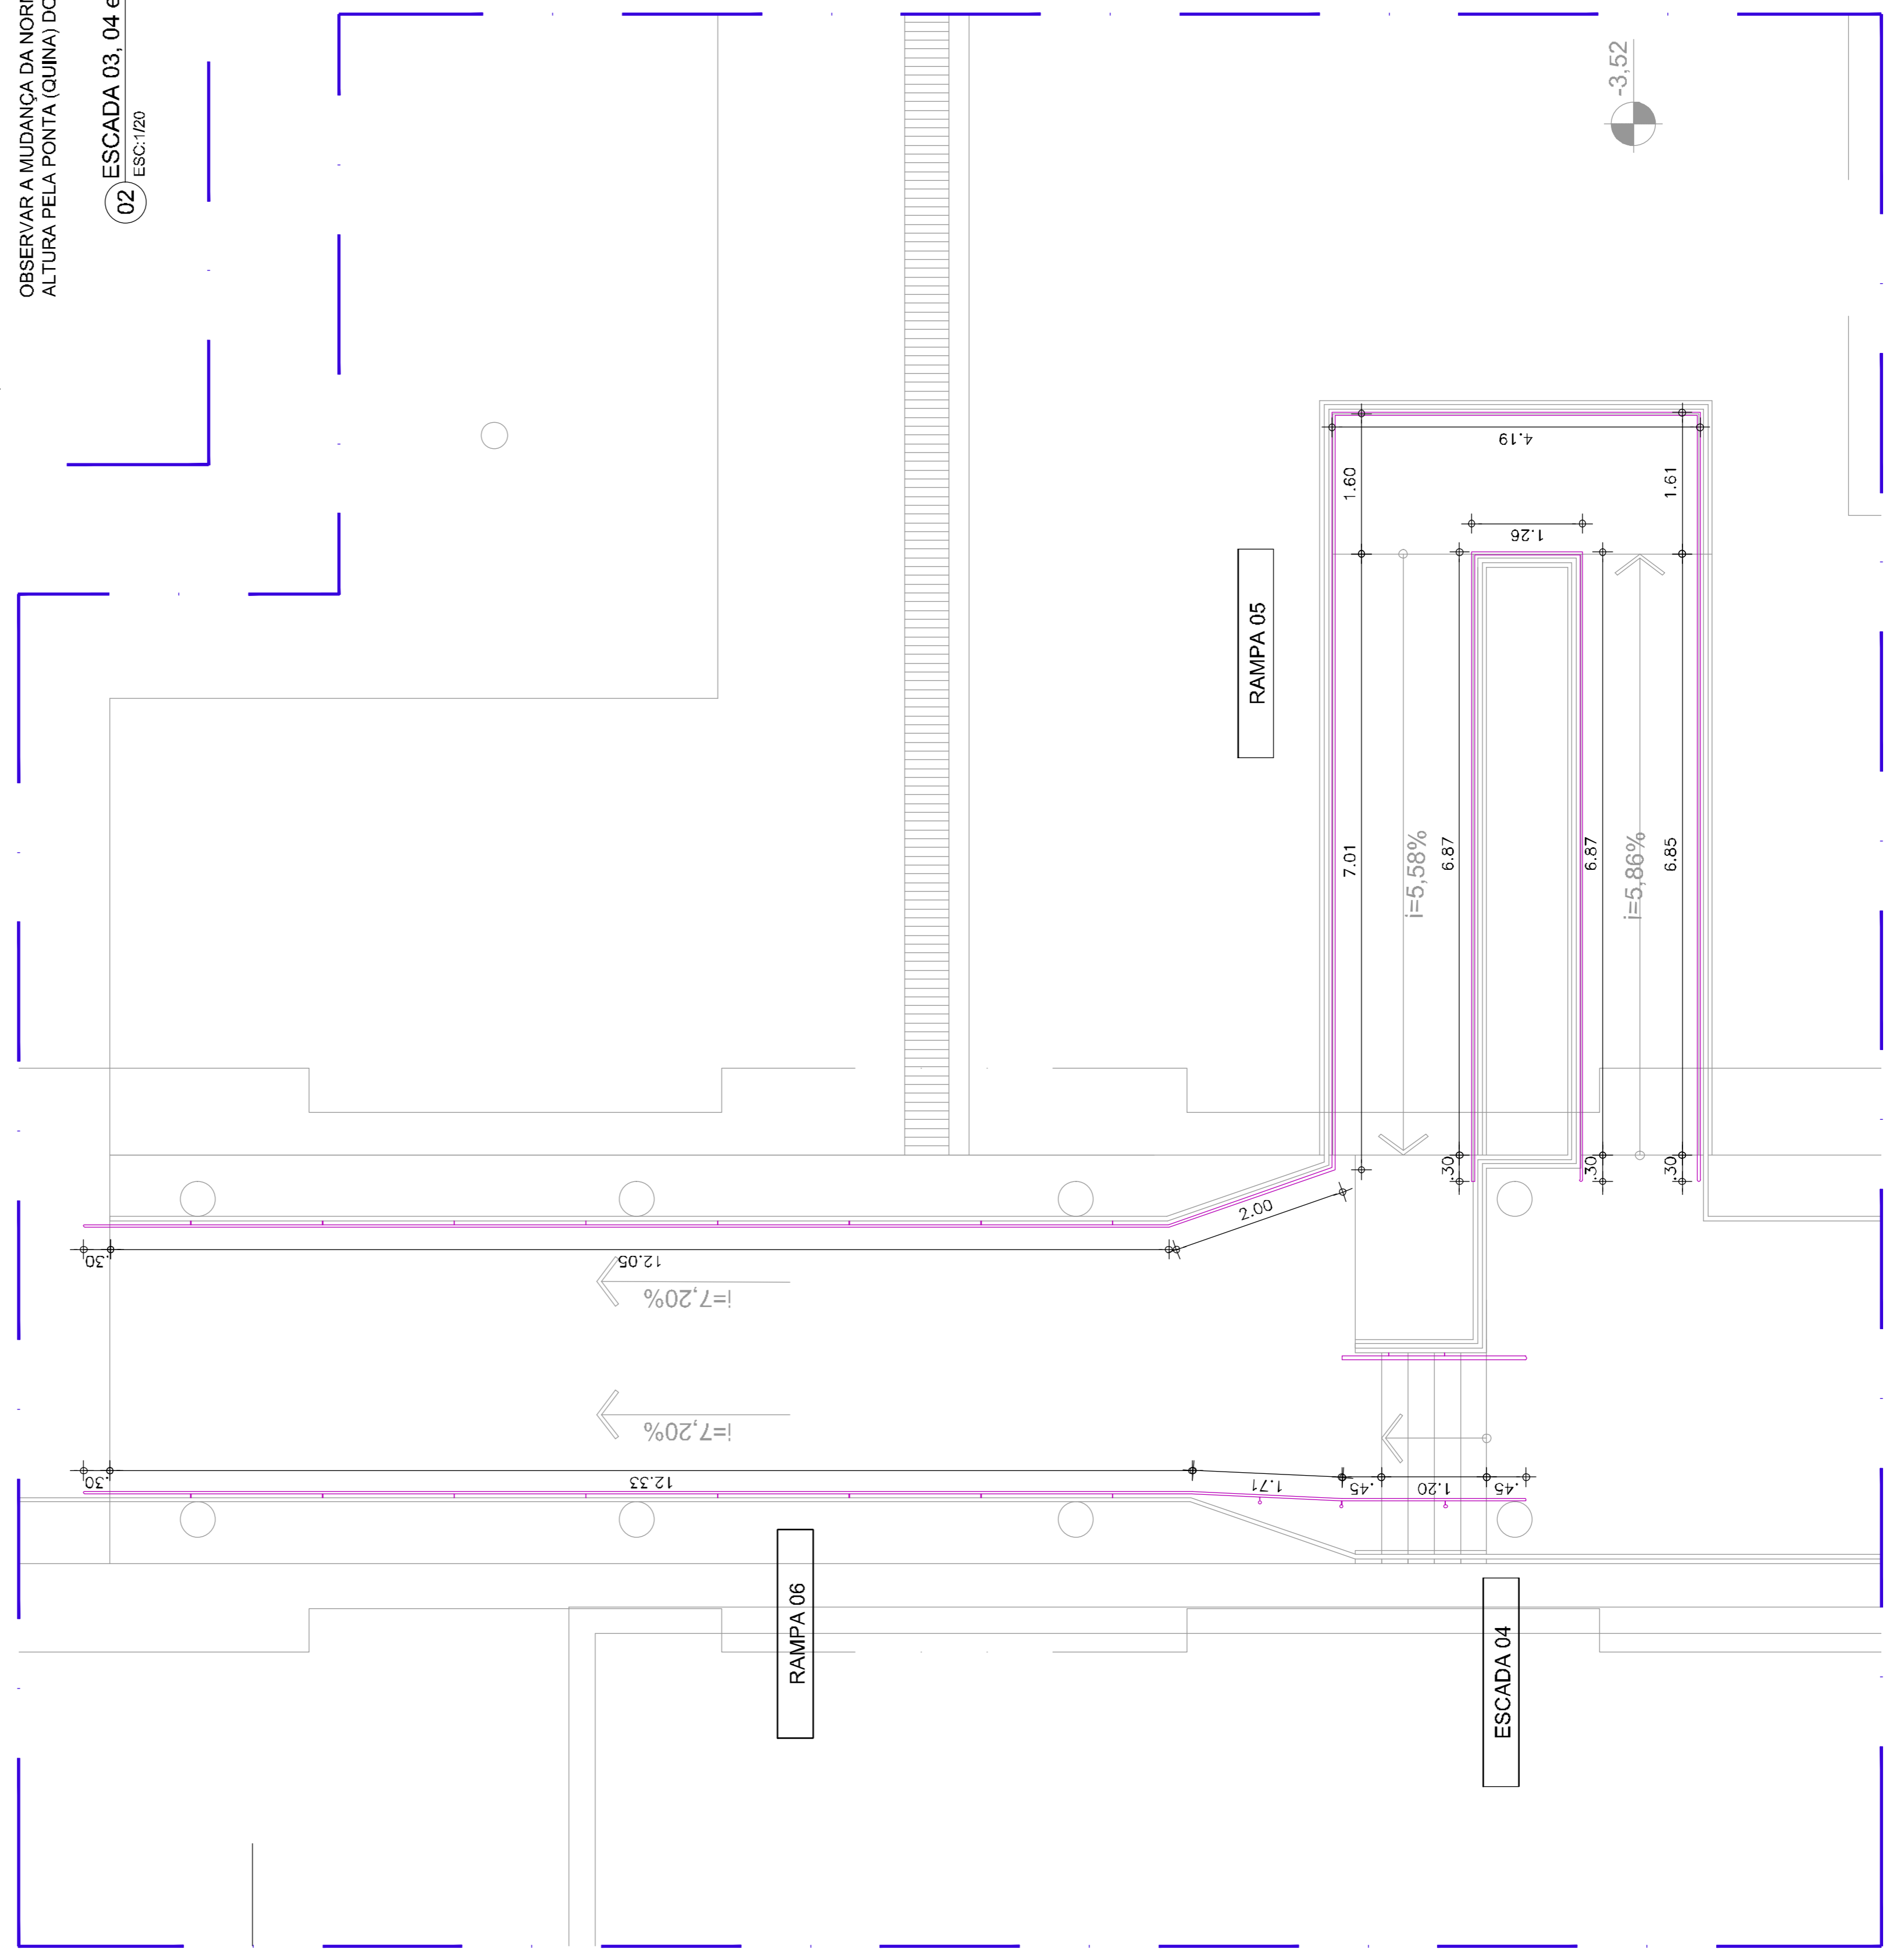 OBSERVAR A MUDANÇA DA
ALTURA PELA PONTA (QUINA)
02
ESCADA 03, 04
ESC:1/20
-3,52
4.19
1.60
1.61
1.26
RAMPA 05
7.01
i=5,58%
6.87
6.87
i=5,86%
6.85
.30
.30
.30
2.00
.30
12.05
i=7,20%
i=7,20%
.30
12.33
1.71
.45
1.20
.45
RAMPA 06
ESCADA 04